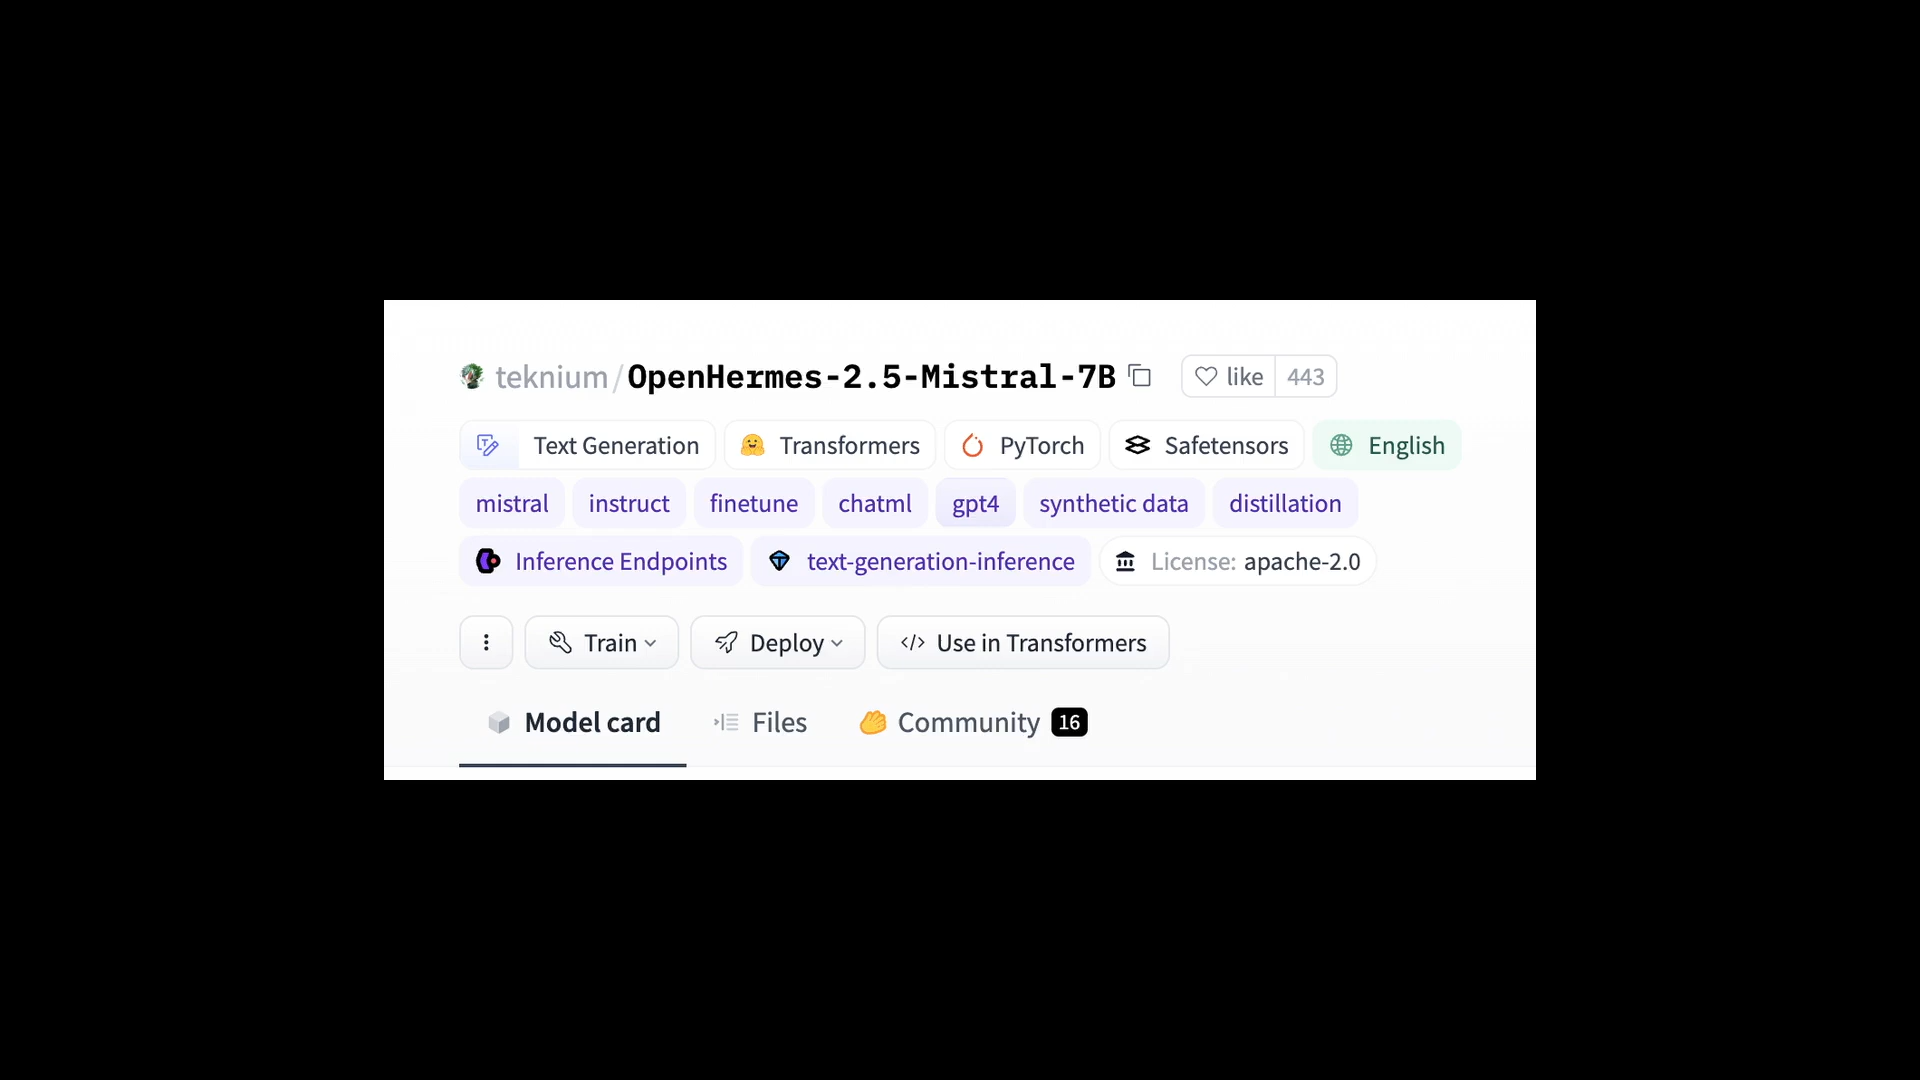 teknium/OpenHermes-2.5-Mistral-7B like 443
Text Generation Transformers PyTorch Safetensors English
mistral instruct finetune chatml gpt4 synthetic data distillation
Inference Endpoints text-generation-inference License: apache-2.0
Train Deploy </> Use in Transformers
Model card Files Community 16